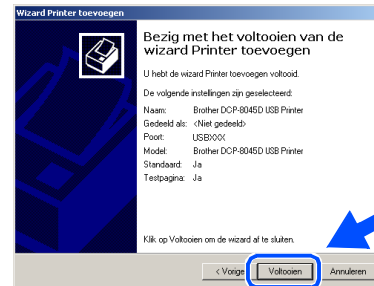 Wizard Printer toevoegen
Bezig met het voltooien van de
wizard Printer toevoegen
U hebt de wizard Printer toevoegen voltooid.
De volgende instellingen zijn geselecteerd:
Naam: Brother DCP-8045D USB Printer
Gedeeld als: <Niet gedeeld>
Poort: USBXXX
Model: Brother DCP-8045D USB Printer
Standaard: Ja
Testpagina: Ja
Klik op Voltooien om de wizard af te sluiten.
< Vorige Voltooien Annuleren